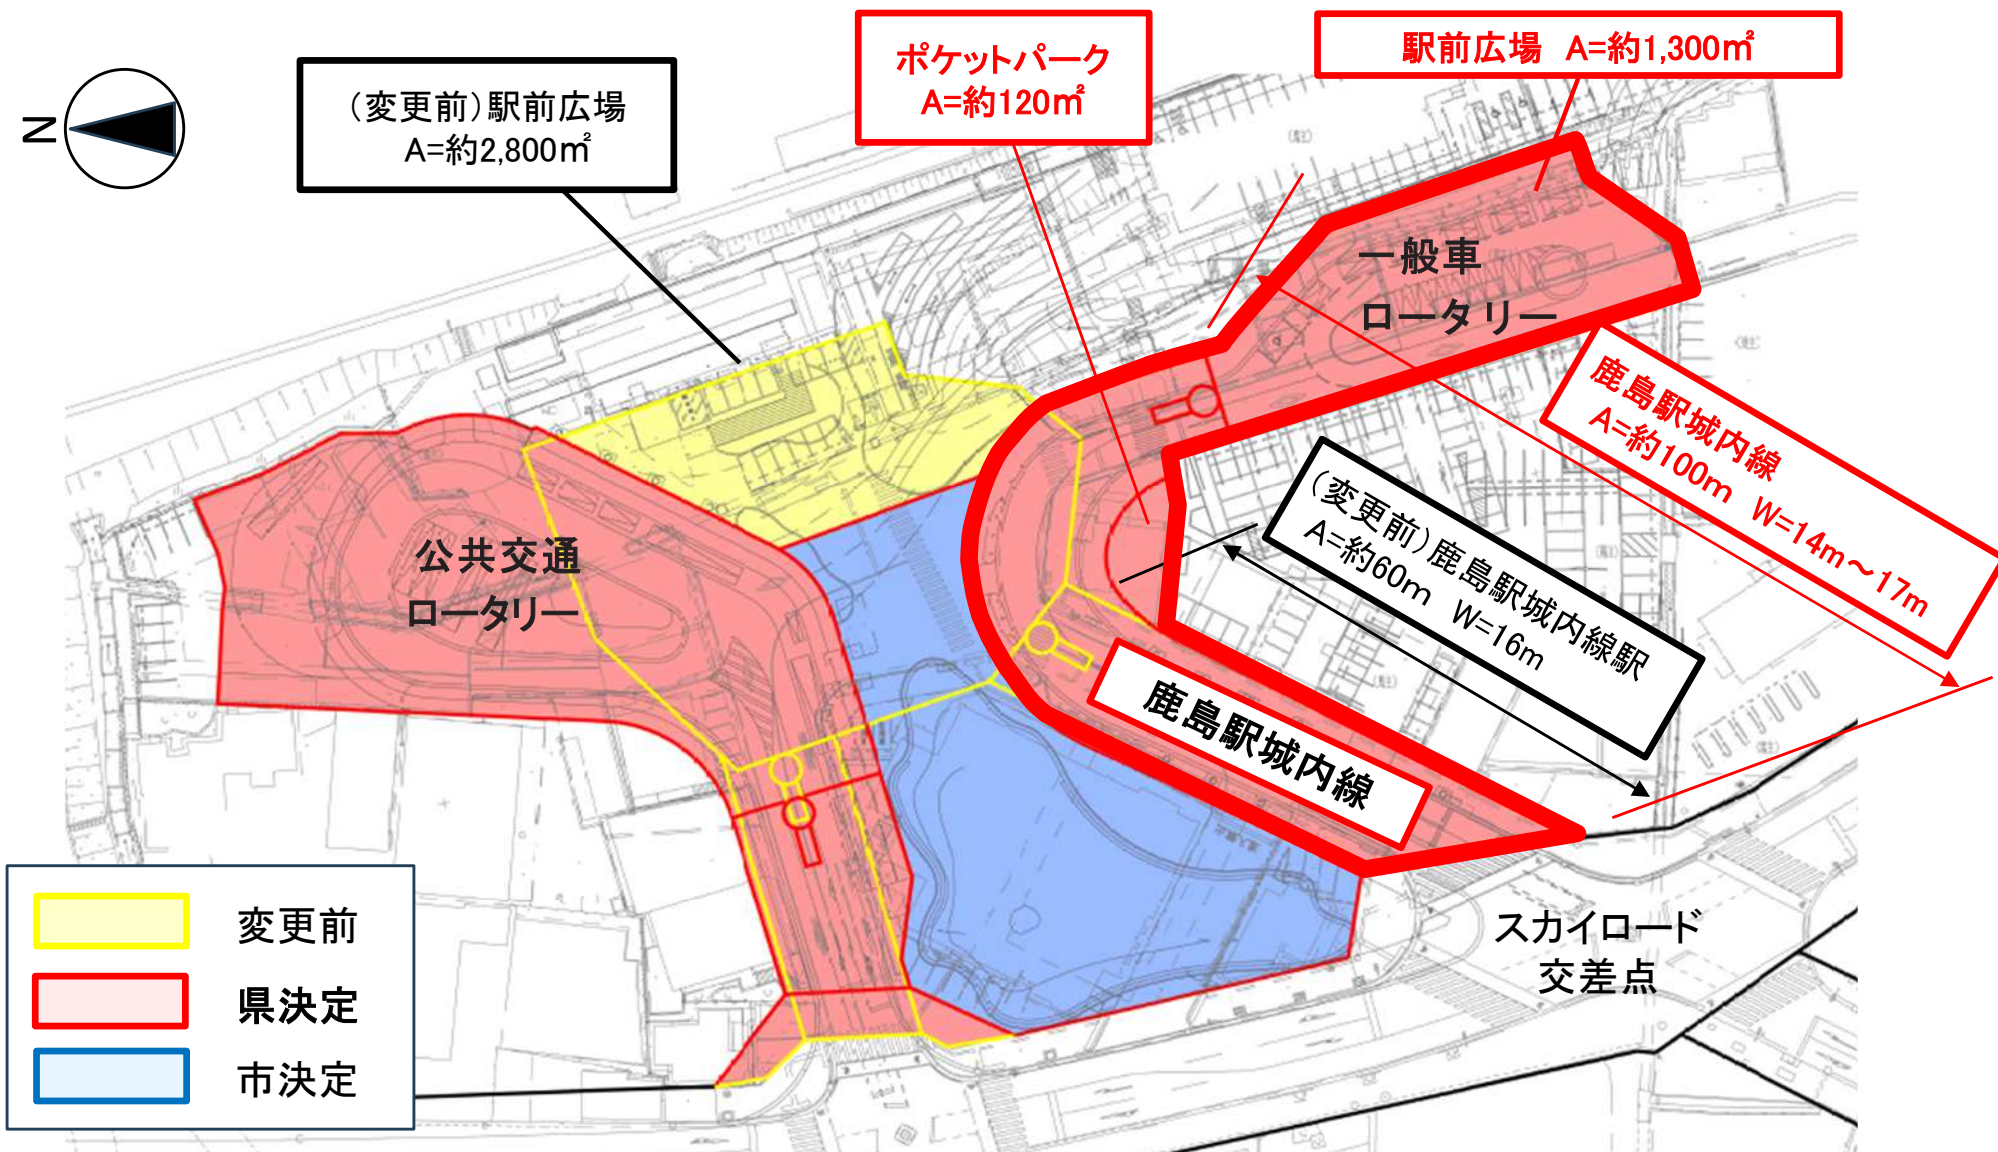 N
(変更前)駅前広場
A=約2,800㎡
ポケットパーク
A=約120㎡
駅前広場 A=約1,300㎡
一般車
ロータリー
鹿島駅城内線
A=約100m W=14m～17m
(変更前)鹿島駅城内線駅
A=約60m W=16m
公共交通
ロータリー
鹿島駅城内線
スカイロード
交差点
変更前
県決定
市決定